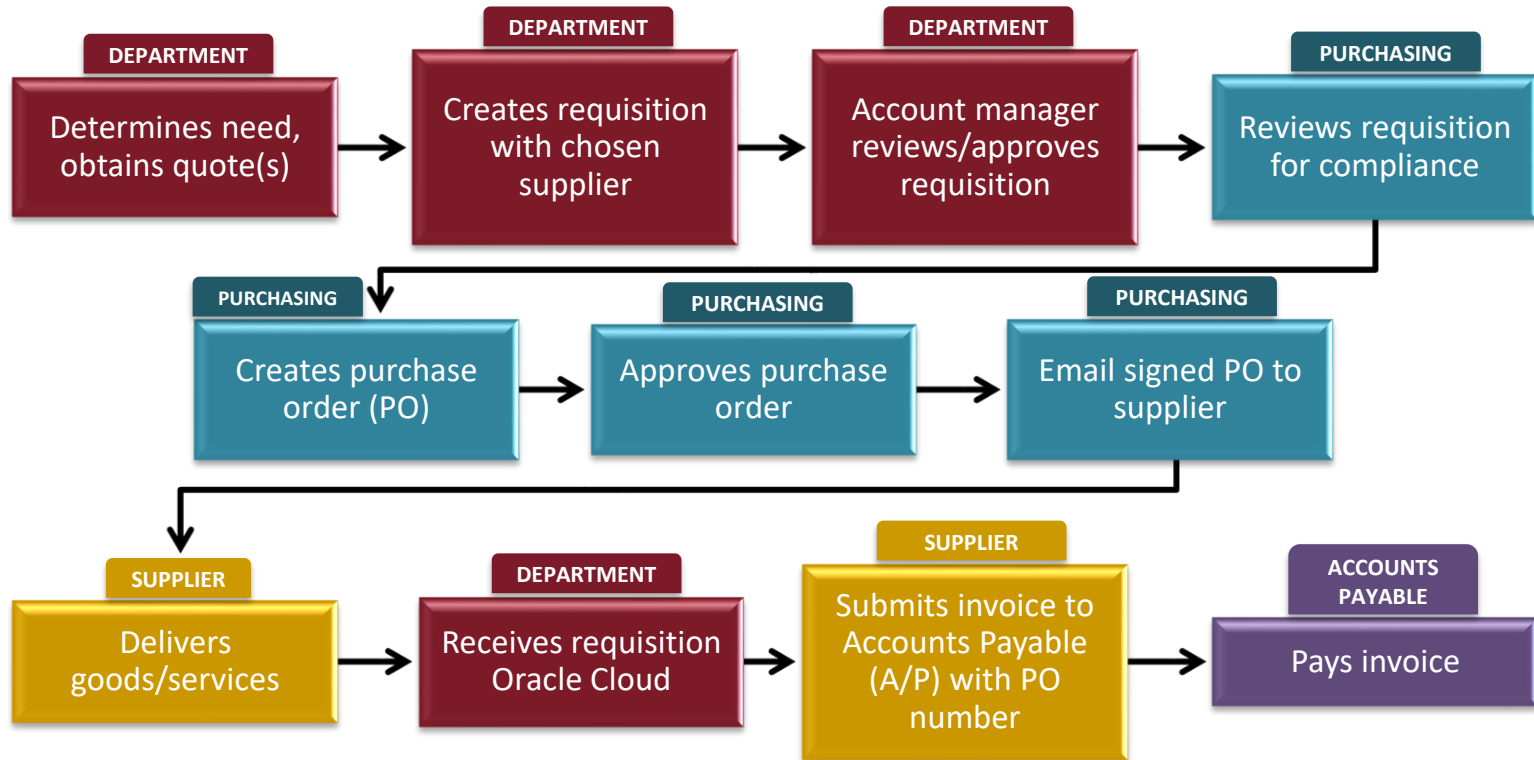 DEPARTMENT
Determines need,
obtains quote(s)
DEPARTMENT
Creates requisition
with chosen
supplier
DEPARTMENT
Account manager
reviews/approves
requisition
PURCHASING
Reviews requisition
for compliance
PURCHASING
Creates purchase
order (PO)
PURCHASING
Approves purchase
order
PURCHASING
Email signed PO to
supplier
SUPPLIER
Delivers
goods/services
DEPARTMENT
Receives requisition
Oracle Cloud
SUPPLIER
Submits invoice to
Accounts Payable
(A/P) with PO
number
ACCOUNTS
PAYABLE
Pays invoice